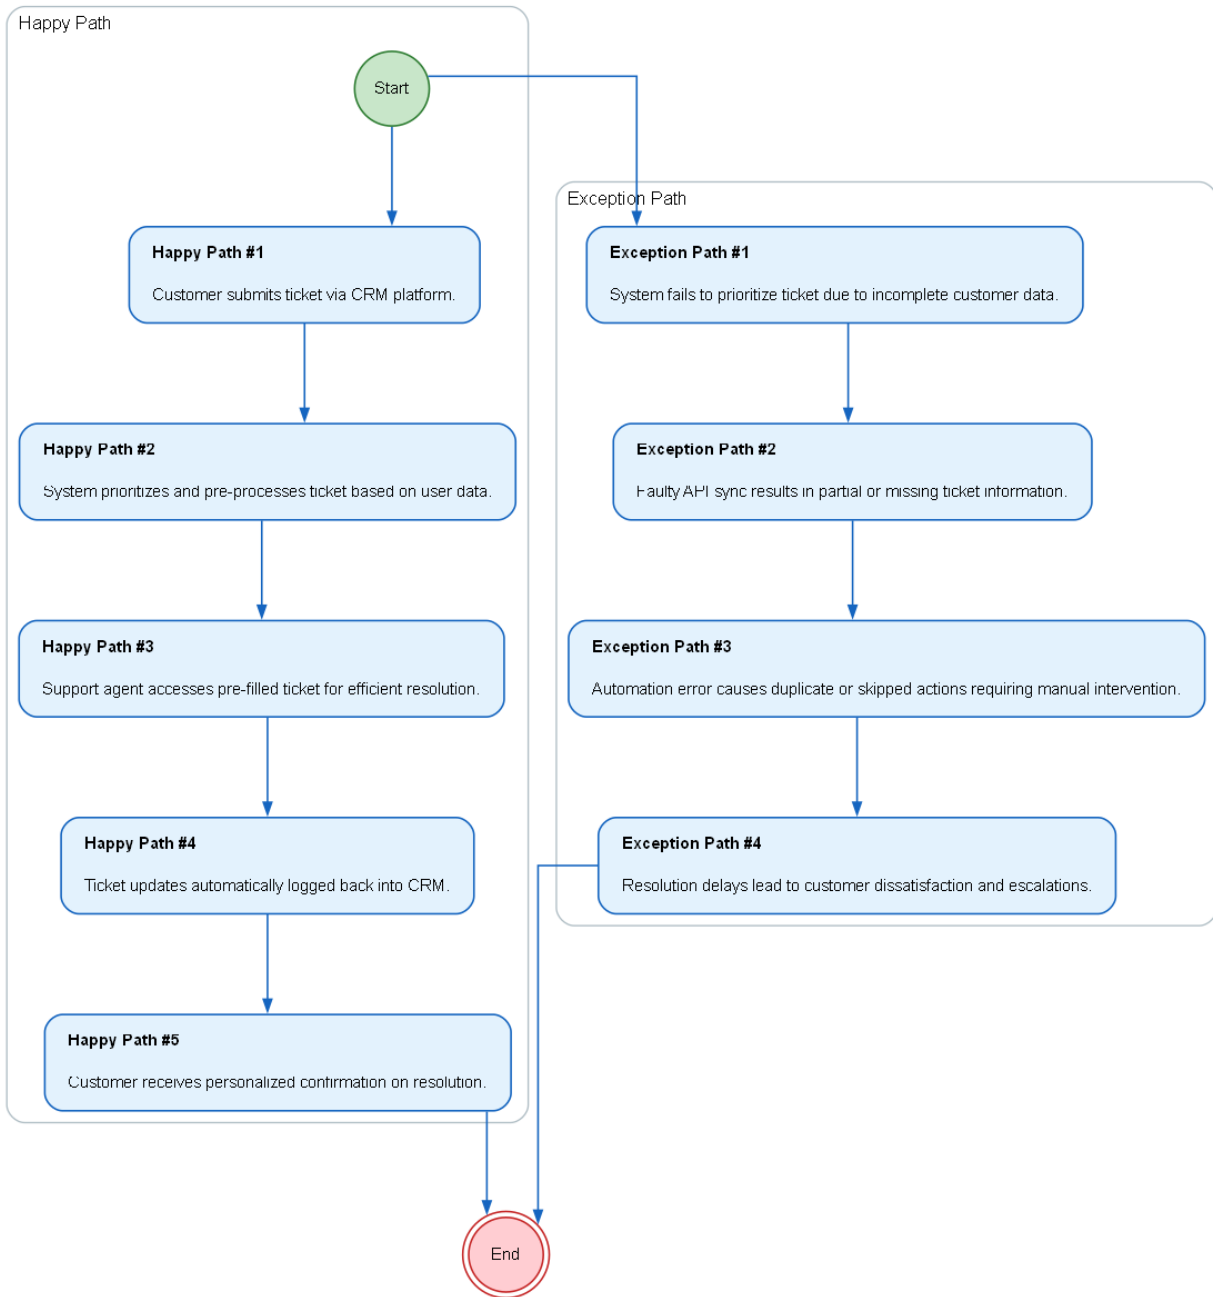 Happy Path
Start
Happy Path #1
Customer submits ticket via CRM platform.
Happy Path #2
System prioritizes and pre-processes ticket based on user data.
Happy Path #3
Support agent accesses pre-filled ticket for efficient resolution.
Happy Path #4
Ticket updates automatically logged back into CRM.
Happy Path #5
Customer receives personalized confirmation on resolution.
Exception Path
Exception Path #1
System fails to prioritize ticket due to incomplete customer data.
Exception Path #2
Faulty API sync results in partial or missing ticket information.
Exception Path #3
Automation error causes duplicate or skipped actions requiring manual intervention.
Exception Path #4
Resolution delays lead to customer dissatisfaction and escalations.
End